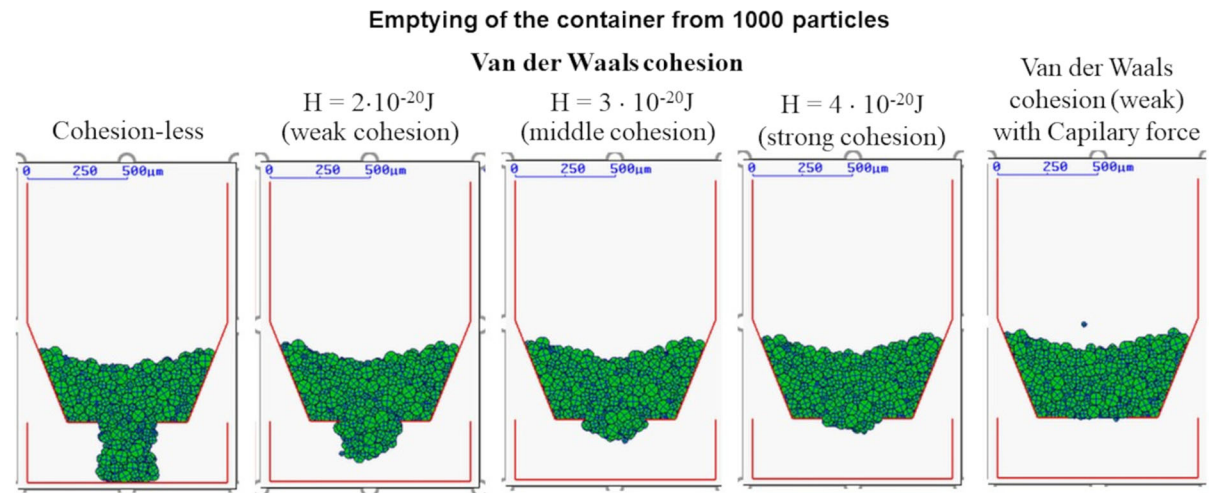 Emptying of the container from 1000 particles
Van der Waals cohesion
Cohesion-less
H = 2·10⁻²⁰J
(weak cohesion)
H = 3 · 10⁻²⁰J
(middle cohesion)
H = 4 · 10⁻²⁰J
(strong cohesion)
Van der Waals
cohesion (weak)
with Capilary force
0 250 500µm
0 250 500µm
0 250 500µm
0 250 500µm
0 250 500µm